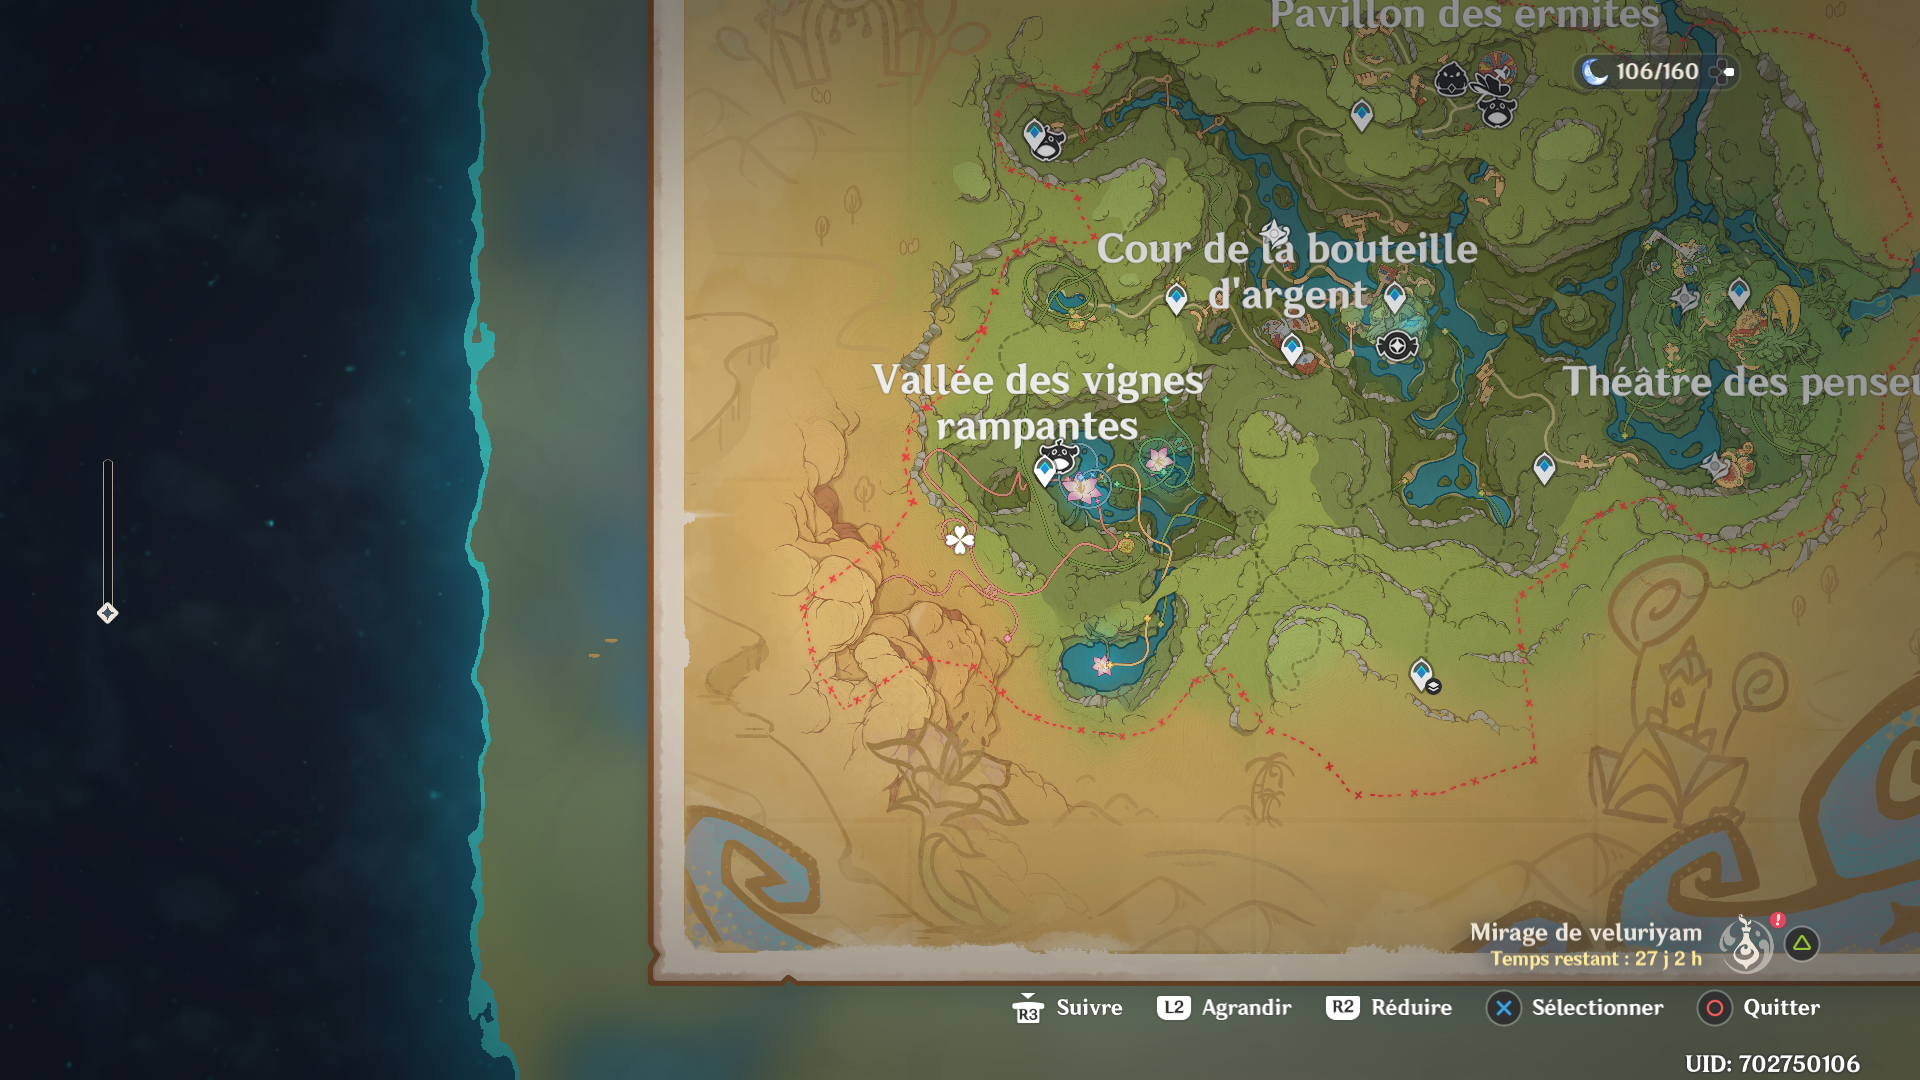 Pavillon des ermites
106/160
Cour de la bouteille
d'argent
Vallée des vignes
rampantes
Théâtre des penseu
Mirage de veluriyam
Temps restant : 27 j 2 h
R3 Suivre
L2 Agrandir
R2 Réduire
Sélectionner
Quitter
UID: 702750106